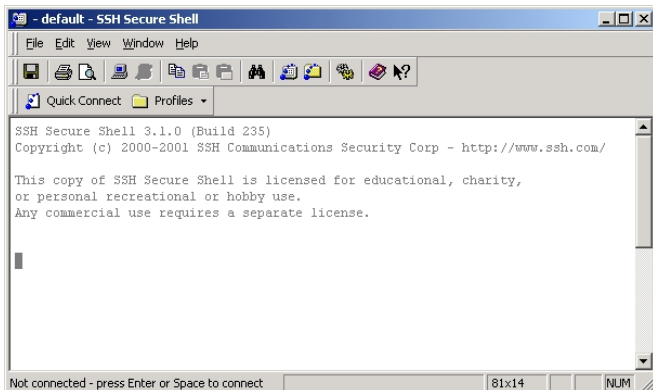 - default - SSH Secure Shell
File Edit View Window Help
Quick Connect Profiles
SSH Secure Shell 3.1.0 (Build 235)
Copyright (c) 2000-2001 SSH Communications Security Corp - http://www.ssh.com/
This copy of SSH Secure Shell is licensed for educational, charity,
or personal recreational or hobby use.
Any commercial use requires a separate license.
Not connected - press Enter or Space to connect 81x14 NUM